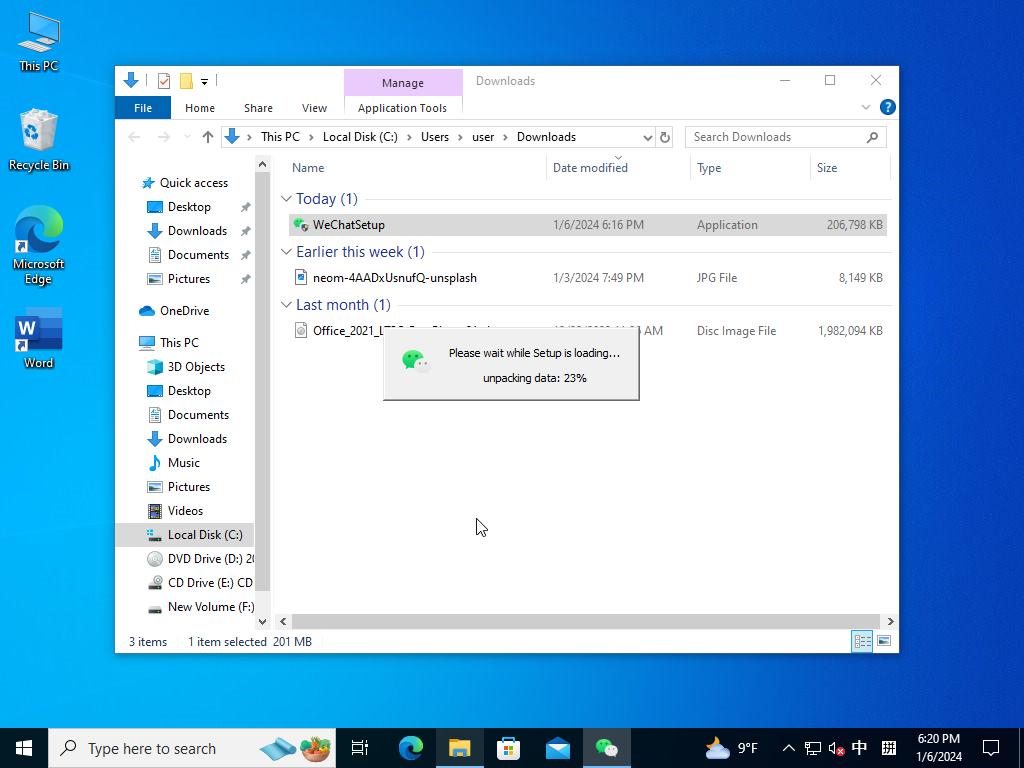 This PC
Recycle Bin
Microsoft
Edge
Word
Manage
Downloads
File
Home
Share
View
Application Tools
This PC
Local Disk (C:)
Users
user
Downloads
Search Downloads
Name
Date modified
Type
Size
Quick access
Desktop
Downloads
Documents
Pictures
OneDrive
This PC
3D Objects
Desktop
Documents
Downloads
Music
Pictures
Videos
Local Disk (C:)
DVD Drive (D:) 20
CD Drive (E:) CD
New Volume (F:)
Today (1)
WeChatSetup 1/6/2024 6:16 PM Application 206,798 KB
Earlier this week (1)
neom-4AADxUsnufQ-unsplash 1/3/2024 7:49 PM JPG File 8,149 KB
Last month (1)
Office_2021 AM Disc Image File 1,982,094 KB
Please wait while Setup is loading...
unpacking data: 23%
3 items 1 item selected 201 MB
Type here to search
9°F
中
拼
6:20 PM
1/6/2024